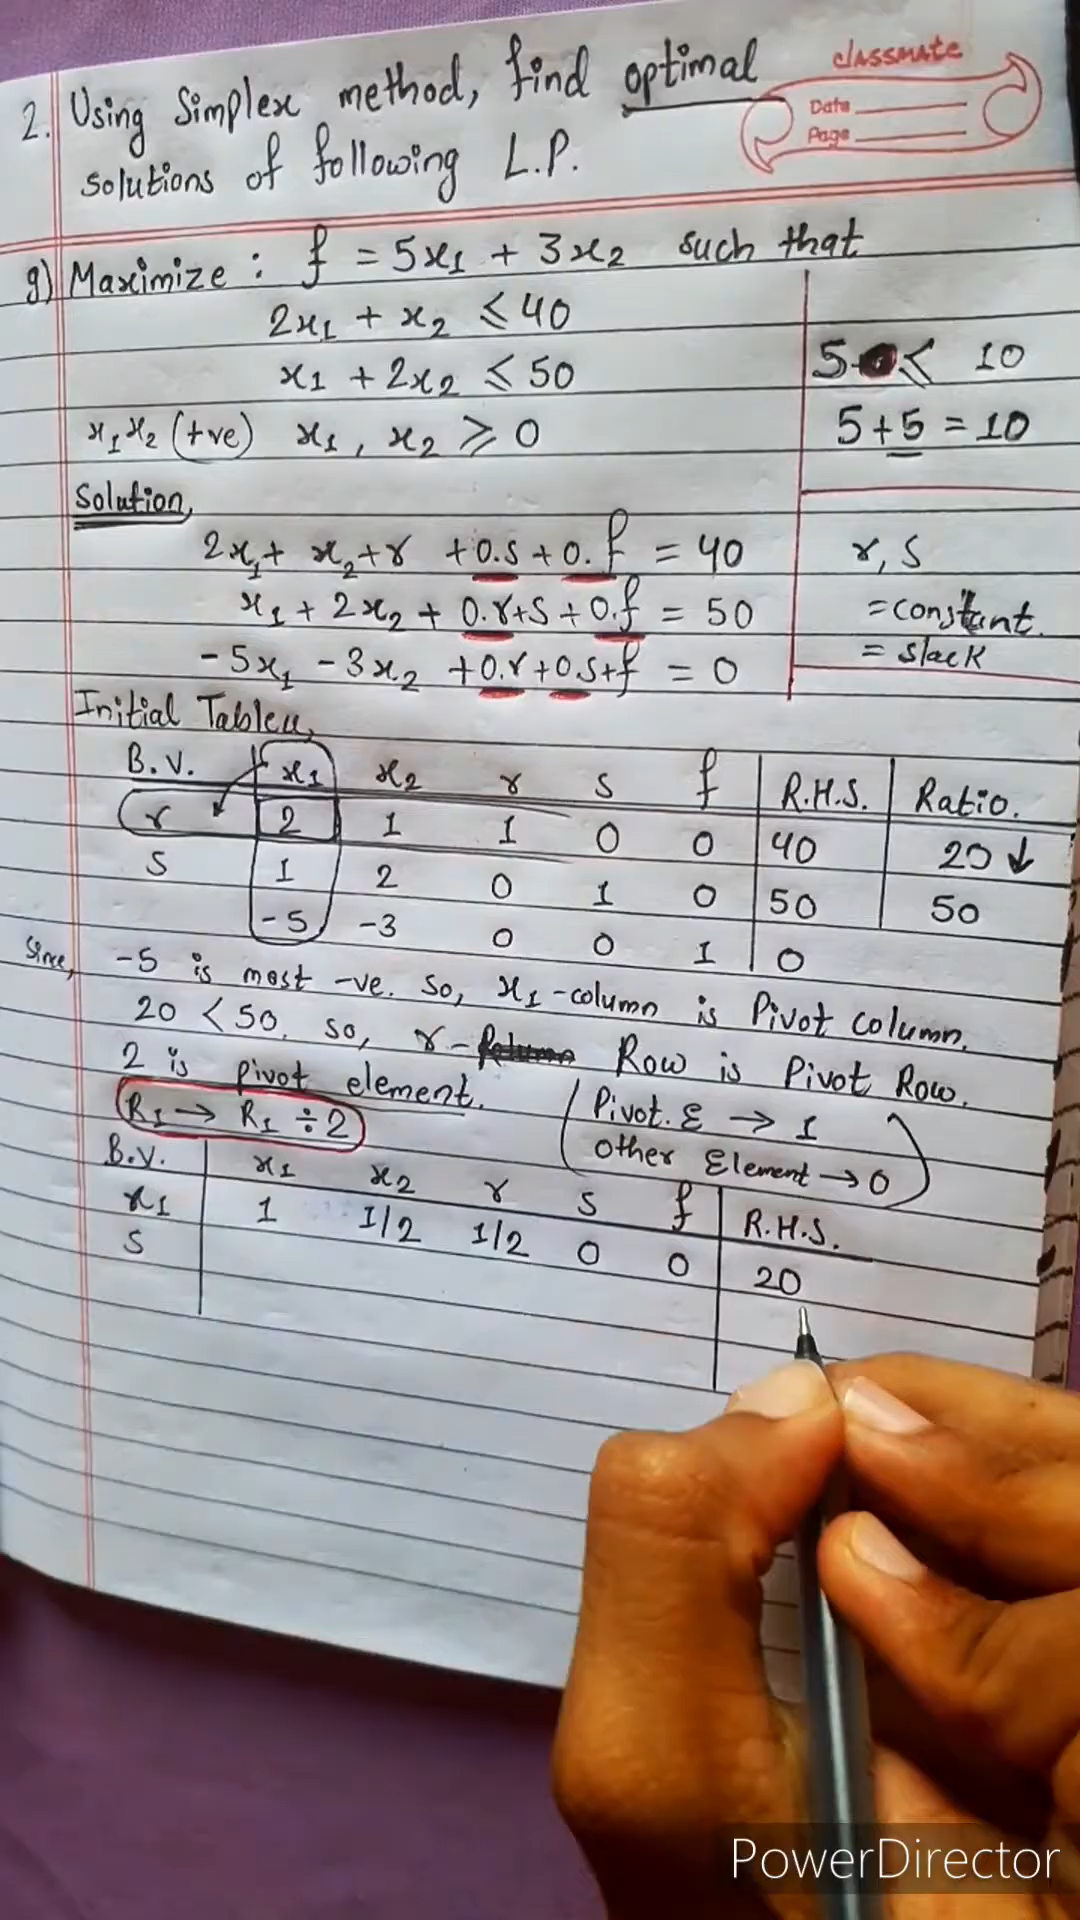 classmate
Date
Page
2. Using Simplex method, find optimal
solutions of following L.P.
g) Maximize : f = 5x1 + 3x2 such that
2x1 + x2 ≤ 40
x1 + 2x2 ≤ 50
x1 x2 (+ve) x1, x2 ≥ 0
5 ≤ 10
5 + 5 = 10
Solution,
2x1 + x2 + r + 0.s + 0.f = 40
x1 + 2x2 + 0.r + s + 0.f = 50
-5x1 - 3x2 + 0.r + 0.s + f = 0
r, s
= constant.
= slack
Initial Tableu,
B.V. x1 x2 r s f R.H.S. Ratio.
r 2 1 1 0 0 40 20 ↓
s 1 2 0 1 0 50 50
-5 -3 0 0 1 0
Since, -5 is most -ve. So, x1-column is Pivot column.
20 < 50. so, r- Row is Pivot Row.
2 is pivot element.
R1 → R1 ÷ 2
Pivot. E → 1
other Element → 0
B.V. x1 x2 r s f R.H.S.
x1 1 1/2 1/2 0 0 20
s
PowerDirector